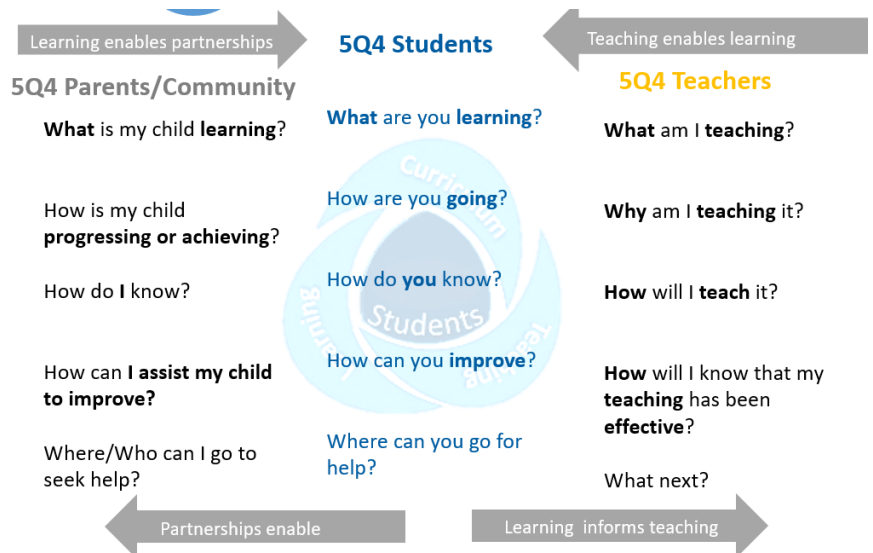 Learning enables partnerships
5Q4 Students
Teaching enables learning
5Q4 Parents/Community
What is my child learning?
How is my child
progressing or achieving?
How do I know?
How can I assist my child
to improve?
Where/Who can I go to
seek help?
What are you learning?
How are you going?
How do you know?
How can you improve?
Where can you go for
help?
5Q4 Teachers
What am I teaching?
Why am I teaching it?
How will I teach it?
How will I know that my
teaching has been
effective?
What next?
Curriculum
Learning
Teaching
Students
Partnerships enable
Learning informs teaching